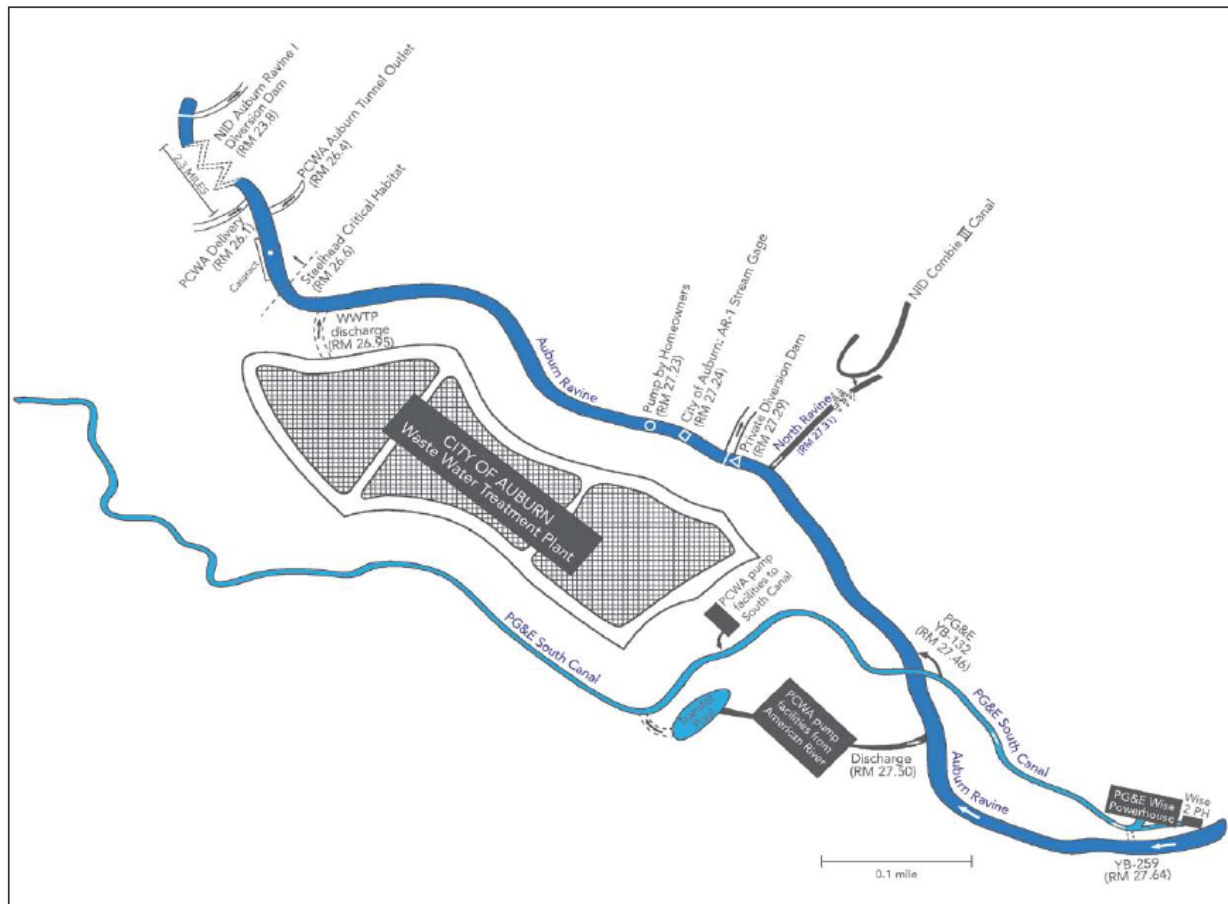 NID Auburn Ravine I
Diversion Dam
(RM 23.8)
2.3 MILES
PCWA Auburn Tunnel Outlet
(RM 26.4)
PCWA Delivery
(RM 26.1)
Cataract
Steelhead Critical Habitat
(RM 26.6)
WWTP
discharge
(RM 26.95)
Auburn Ravine
Pump by Homeowners
(RM 27.23)
City of Auburn: AR-1 Stream Gage
(RM 27.24)
Private Diversion Dam
(RM 27.29)
North Ravine
(RM 27.31)
NID Combie III Canal
CITY OF AUBURN
Waste Water Treatment Plant
PCWA pump
facilities to
South Canal
PG&E
YB-132
(RM 27.46)
PG&E South Canal
PG&E South Canal
Transfer
Pool
PCWA pump
facilities from
American River
Discharge
(RM 27.50)
Auburn Ravine
PG&E Wise
Powerhouse
Wise
2 PH
YB-259
(RM 27.64)
0.1 mile